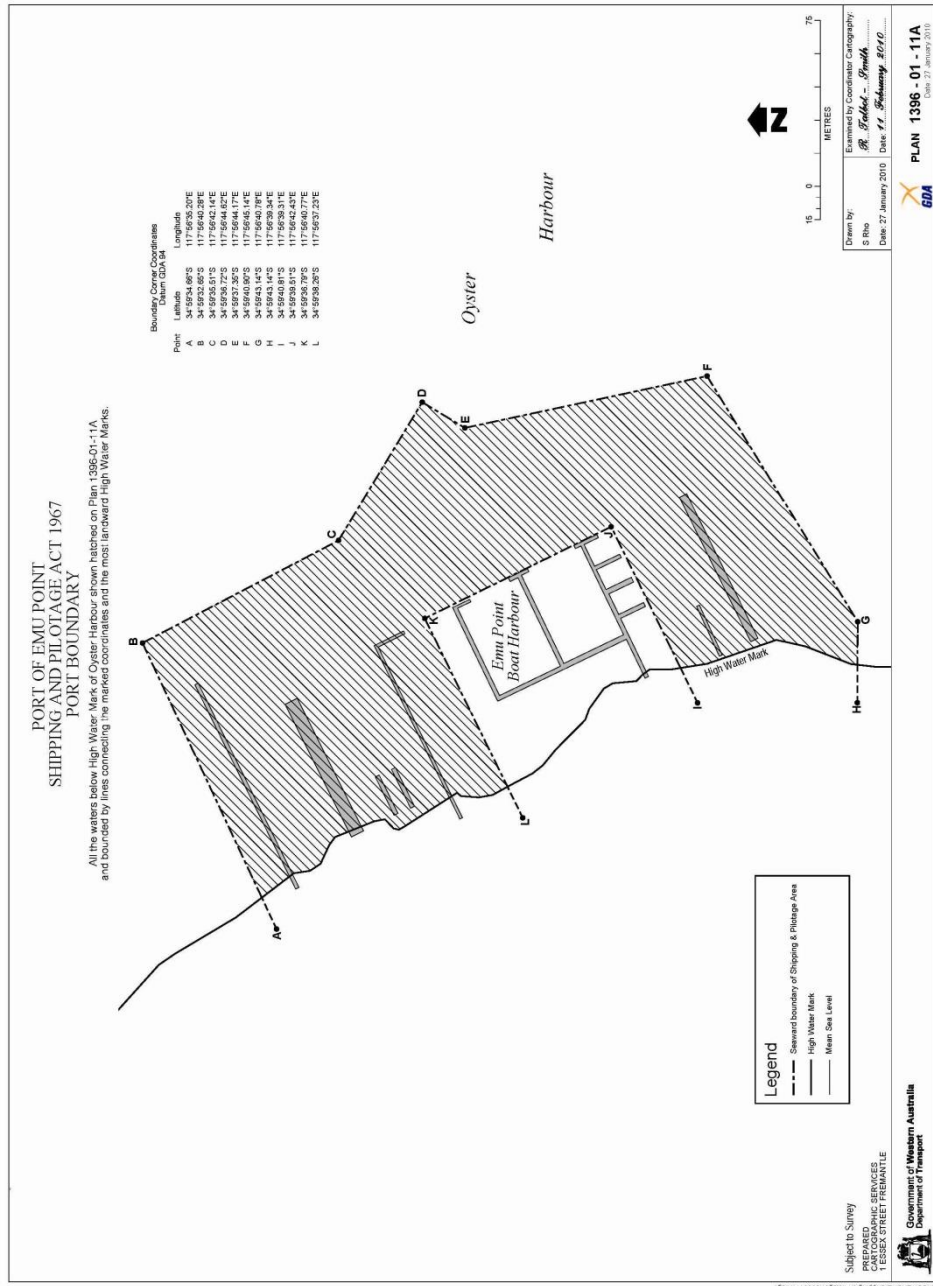 PORT OF EMU POINT
SHIPPING AND PILOTAGE ACT 1967
PORT BOUNDARY
All the waters below High Water Mark of Oyster Harbour shown hatched on Plan 1396-01-11A
and bounded by lines connecting the marked coordinates and the most landward High Water Marks.
Boundary Corner Coordinates
Datum GDA 94
Point Latitude Longitude
A 34°59'34.66"S 117°56'35.20"E
B 34°59'32.65"S 117°56'40.28"E
C 34°59'35.51"S 117°56'42.14"E
D 34°59'36.72"S 117°56'44.62"E
E 34°59'37.35"S 117°56'44.17"E
F 34°59'40.90"S 117°56'45.14"E
G 34°59'43.14"S 117°56'40.78"E
H 34°59'43.14"S 117°56'39.34"E
I 34°59'40.81"S 117°56'39.31"E
J 34°59'39.51"S 117°56'42.43"E
K 34°59'36.79"S 117°56'40.77"E
L 34°59'38.26"S 117°56'37.23"E
B
A
C
D
K
E
Oyster
Harbour
Emu Point
Boat Harbour
L
J
I
High Water Mark
F
H
G
N
METRES
15 0 75
Legend
Seaward boundary of Shipping & Pilotage Area
High Water Mark
Mean Sea Level
Subject to Survey
PREPARED
CARTOGRAPHIC SERVICES
1 ESSEX STREET FREMANTLE
Drawn by:
S Rho
Date: 27 January 2010
Examined by Coordinator Cartography:
R. Talbot - Smith
Date: 11 February 2010
Government of Western Australia
Department of Transport
GDA
PLAN 1396 - 01 - 11A
Date: 27 January 2010